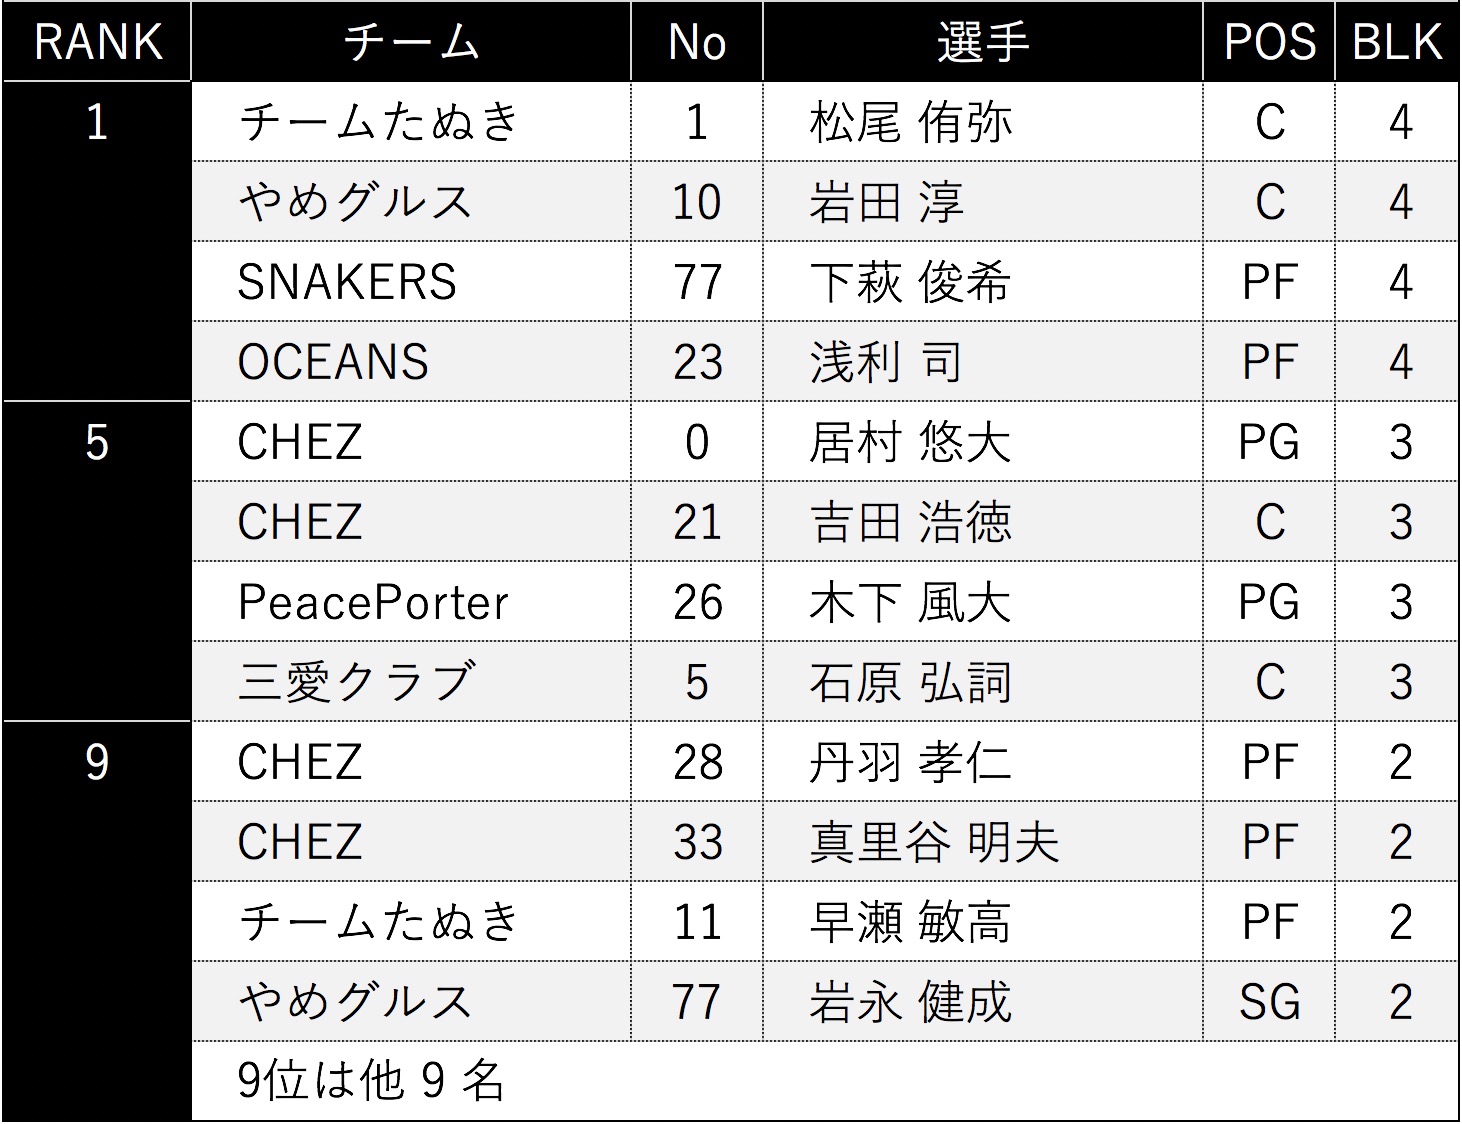 RANK チーム No 選手 POS BLK
1 チームたぬき 1 松尾 侑弥 C 4
やめグルス 10 岩田 淳 C 4
SNAKERS 77 下萩 俊希 PF 4
OCEANS 23 浅利 司 PF 4
5 CHEZ 0 居村 悠大 PG 3
CHEZ 21 吉田 浩徳 C 3
PeacePorter 26 木下 風大 PG 3
三愛クラブ 5 石原 弘詞 C 3
9 CHEZ 28 丹羽 孝仁 PF 2
CHEZ 33 真里谷 明夫 PF 2
チームたぬき 11 早瀬 敏高 PF 2
やめグルス 77 岩永 健成 SG 2
9位は他 9 名